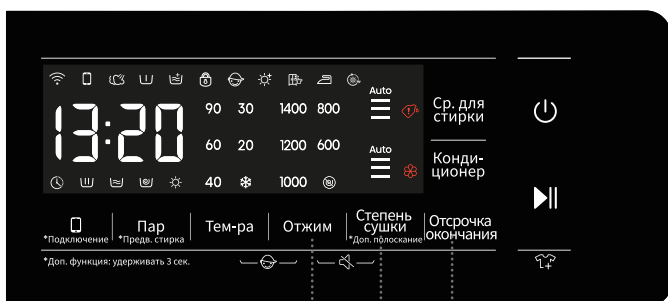 Auto
90 30 1400 800
Ср. для
стирки
13:20
60 20 1200 600
Auto
Конди-
ционер
40 1000
Пар
Тем-ра
Отжим
Степень
сушки
Отсрочка
окончания
*Подключение
*Предв. стирка
*Доп. полоскание
*Доп. функция: удерживать 3 сек.